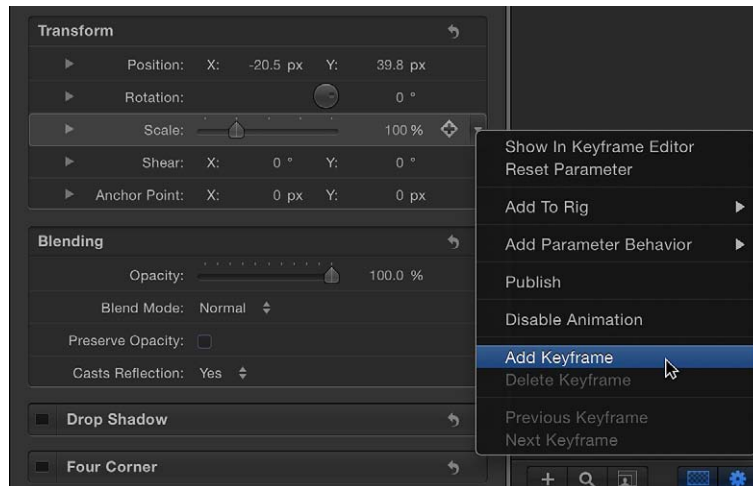 Transform
Position: X: -20.5 px Y: 39.8 px
Rotation: 0 °
Scale: 100 %
Shear: X: 0 ° Y: 0 °
Anchor Point: X: 0 px Y: 0 px
Blending
Opacity: 100.0 %
Blend Mode: Normal
Preserve Opacity:
Casts Reflection: Yes
Drop Shadow
Four Corner
Show In Keyframe Editor
Reset Parameter
Add To Rig
Add Parameter Behavior
Publish
Disable Animation
Add Keyframe
Delete Keyframe
Previous Keyframe
Next Keyframe